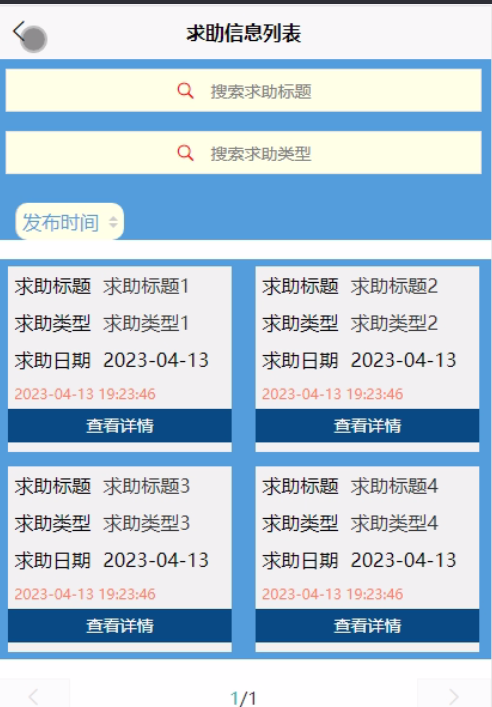 求助信息列表
搜索求助标题
搜索求助类型
发布时间
求助标题 求助标题1
求助类型 求助类型1
求助日期 2023-04-13
2023-04-13 19:23:46
查看详情
求助标题 求助标题2
求助类型 求助类型2
求助日期 2023-04-13
2023-04-13 19:23:46
查看详情
求助标题 求助标题3
求助类型 求助类型3
求助日期 2023-04-13
2023-04-13 19:23:46
查看详情
求助标题 求助标题4
求助类型 求助类型4
求助日期 2023-04-13
2023-04-13 19:23:46
查看详情
1/1